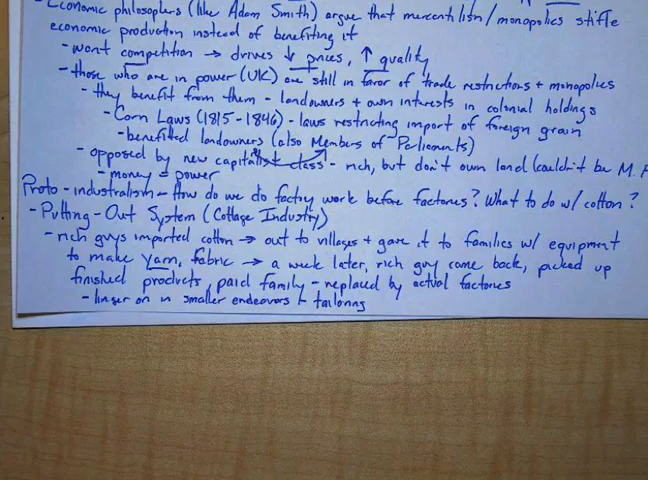 - Economic philosophers (like Adam Smith) argue that mercantilism/monopolies stifle
economic production instead of benefiting it
- want competition → drives ↓ prices, ↑ quality
- those who are in power (UK) are still in favor of trade restrictions + monopolies
- they benefit from them - landowners + own interests in colonial holdings
- Corn Laws (1815-1846) - laws restricting import of foreign grain
- benefitted landowners (also Members of Parliaments)
- opposed by new capitalist class - rich, but don't own land (couldn't be M.P
- money = power
Proto-industrialism - How do we do factory work before factories? What to do w/ cotton?
- Putting-Out System (Cottage Industry)
- rich guys imported cotton → out to villages + gave it to families w/ equipment
to make yarn, fabric → a week later, rich guy came back, picked up
finished products, paid family - replaced by actual factories
- linger on in smaller endeavors - tailoring